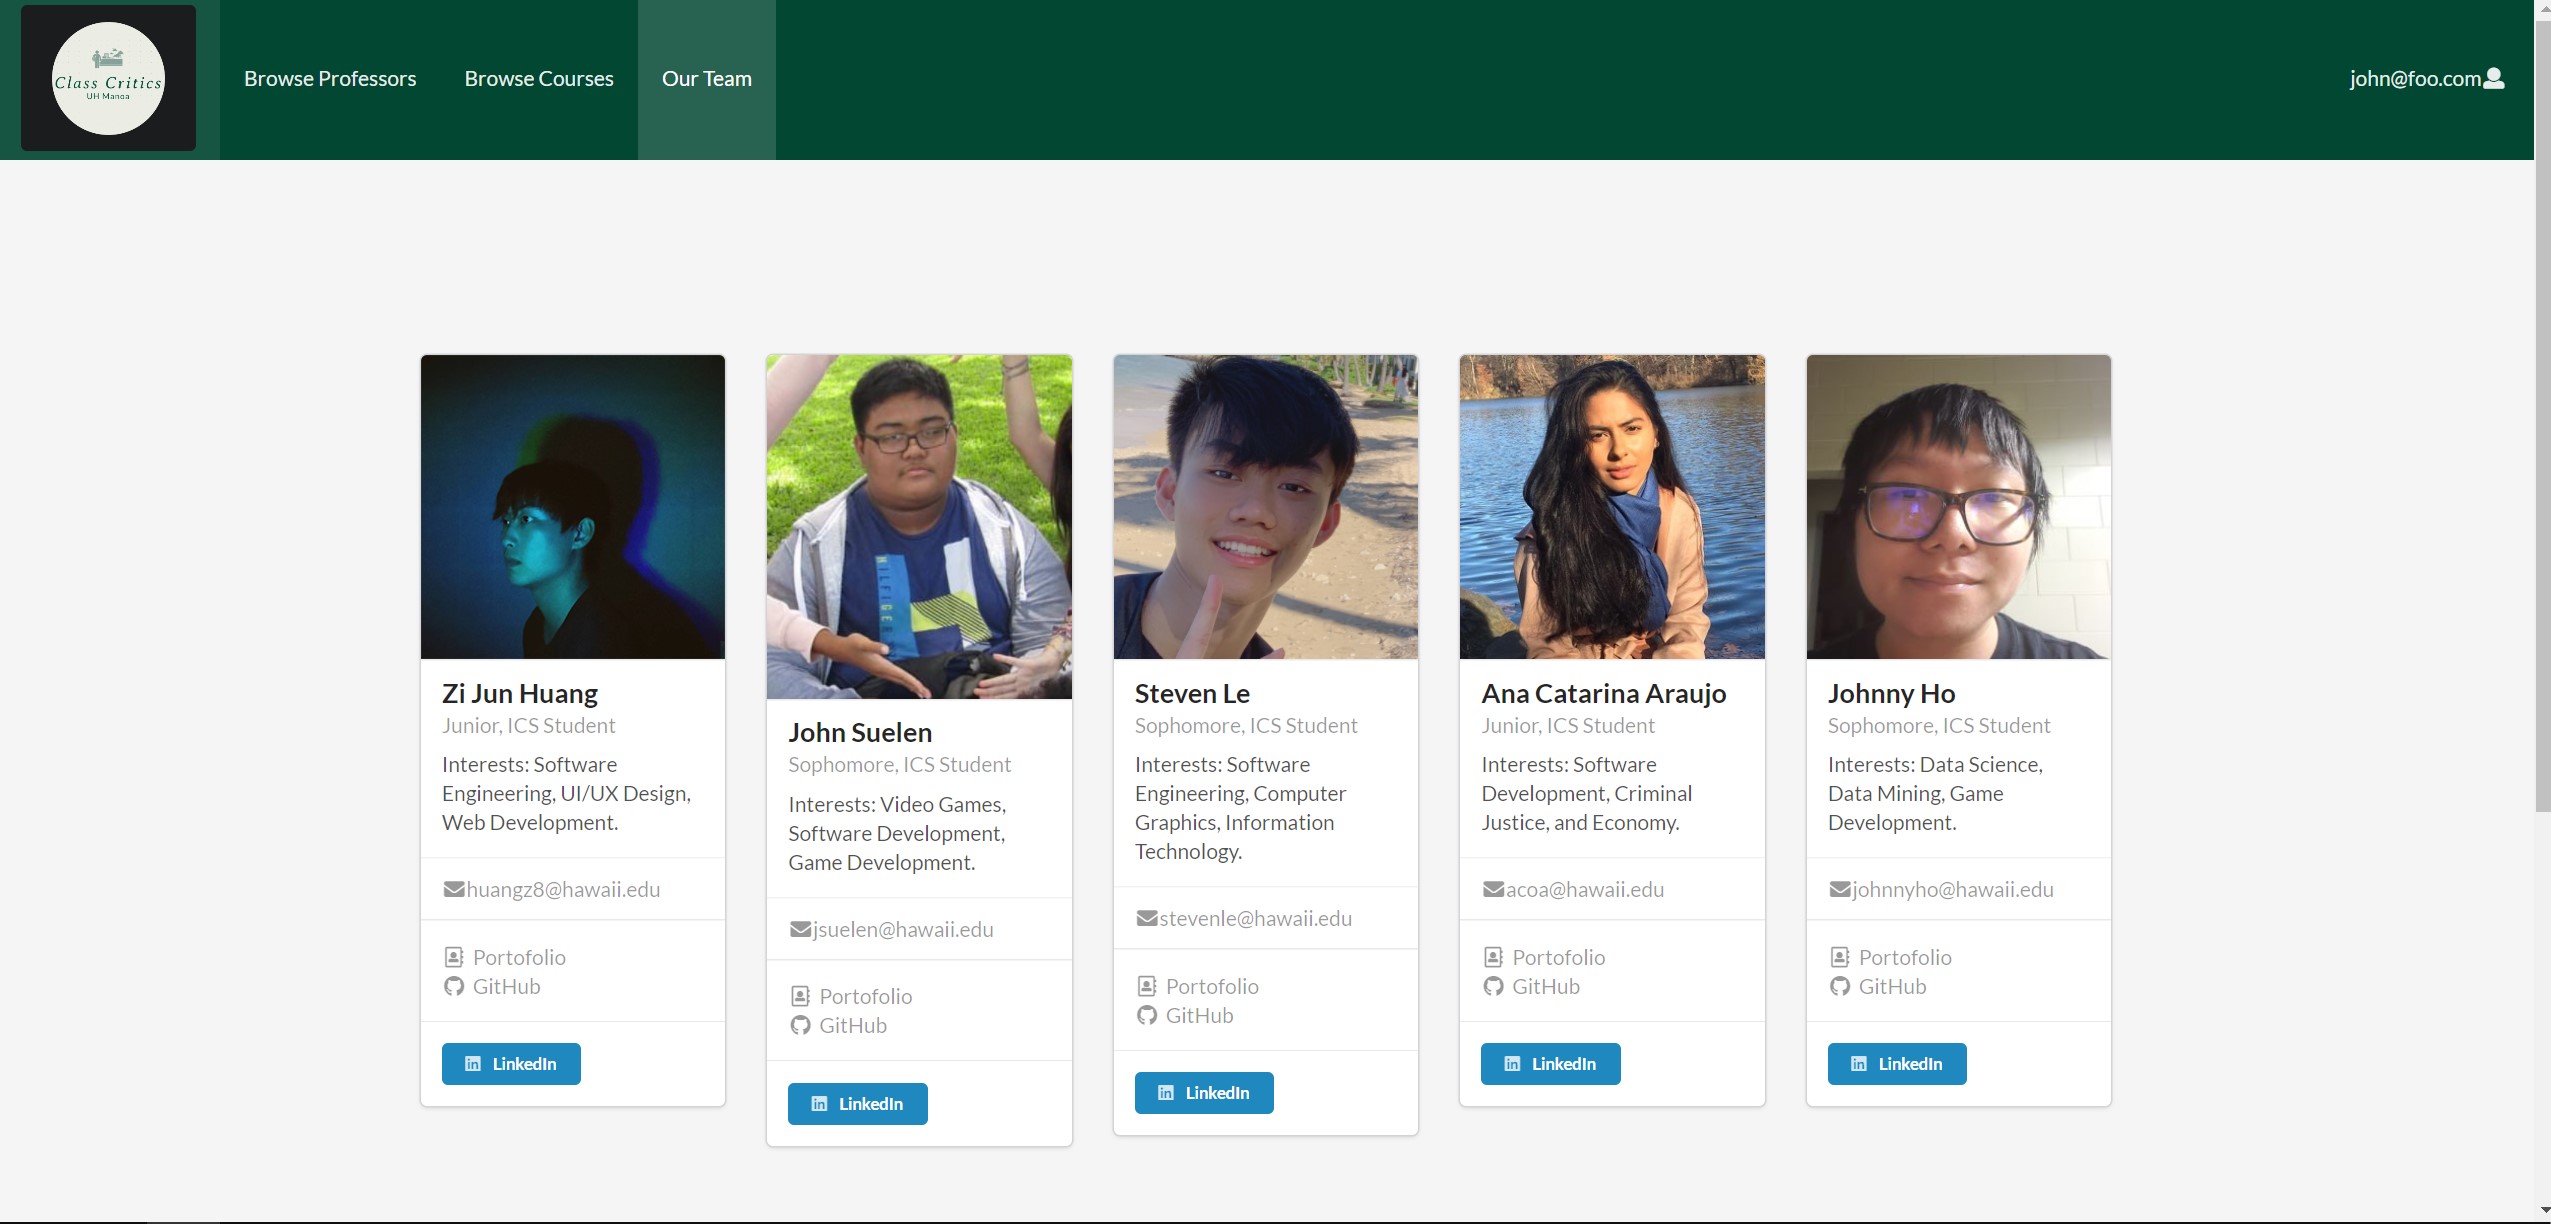 Class Critics
UH Manoa
Browse Professors
Browse Courses
Our Team
john@foo.com
Zi Jun Huang
Junior, ICS Student
Interests: Software
Engineering, UI/UX Design,
Web Development.
huangz8@hawaii.edu
Portofolio
GitHub
LinkedIn
John Suelen
Sophomore, ICS Student
Interests: Video Games,
Software Development,
Game Development.
jsuelen@hawaii.edu
Portofolio
GitHub
LinkedIn
Steven Le
Sophomore, ICS Student
Interests: Software
Engineering, Computer
Graphics, Information
Technology.
stevenle@hawaii.edu
Portofolio
GitHub
LinkedIn
Ana Catarina Araujo
Junior, ICS Student
Interests: Software
Development, Criminal
Justice, and Economy.
acoa@hawaii.edu
Portofolio
GitHub
LinkedIn
Johnny Ho
Sophomore, ICS Student
Interests: Data Science,
Data Mining, Game
Development.
johnnyho@hawaii.edu
Portofolio
GitHub
LinkedIn